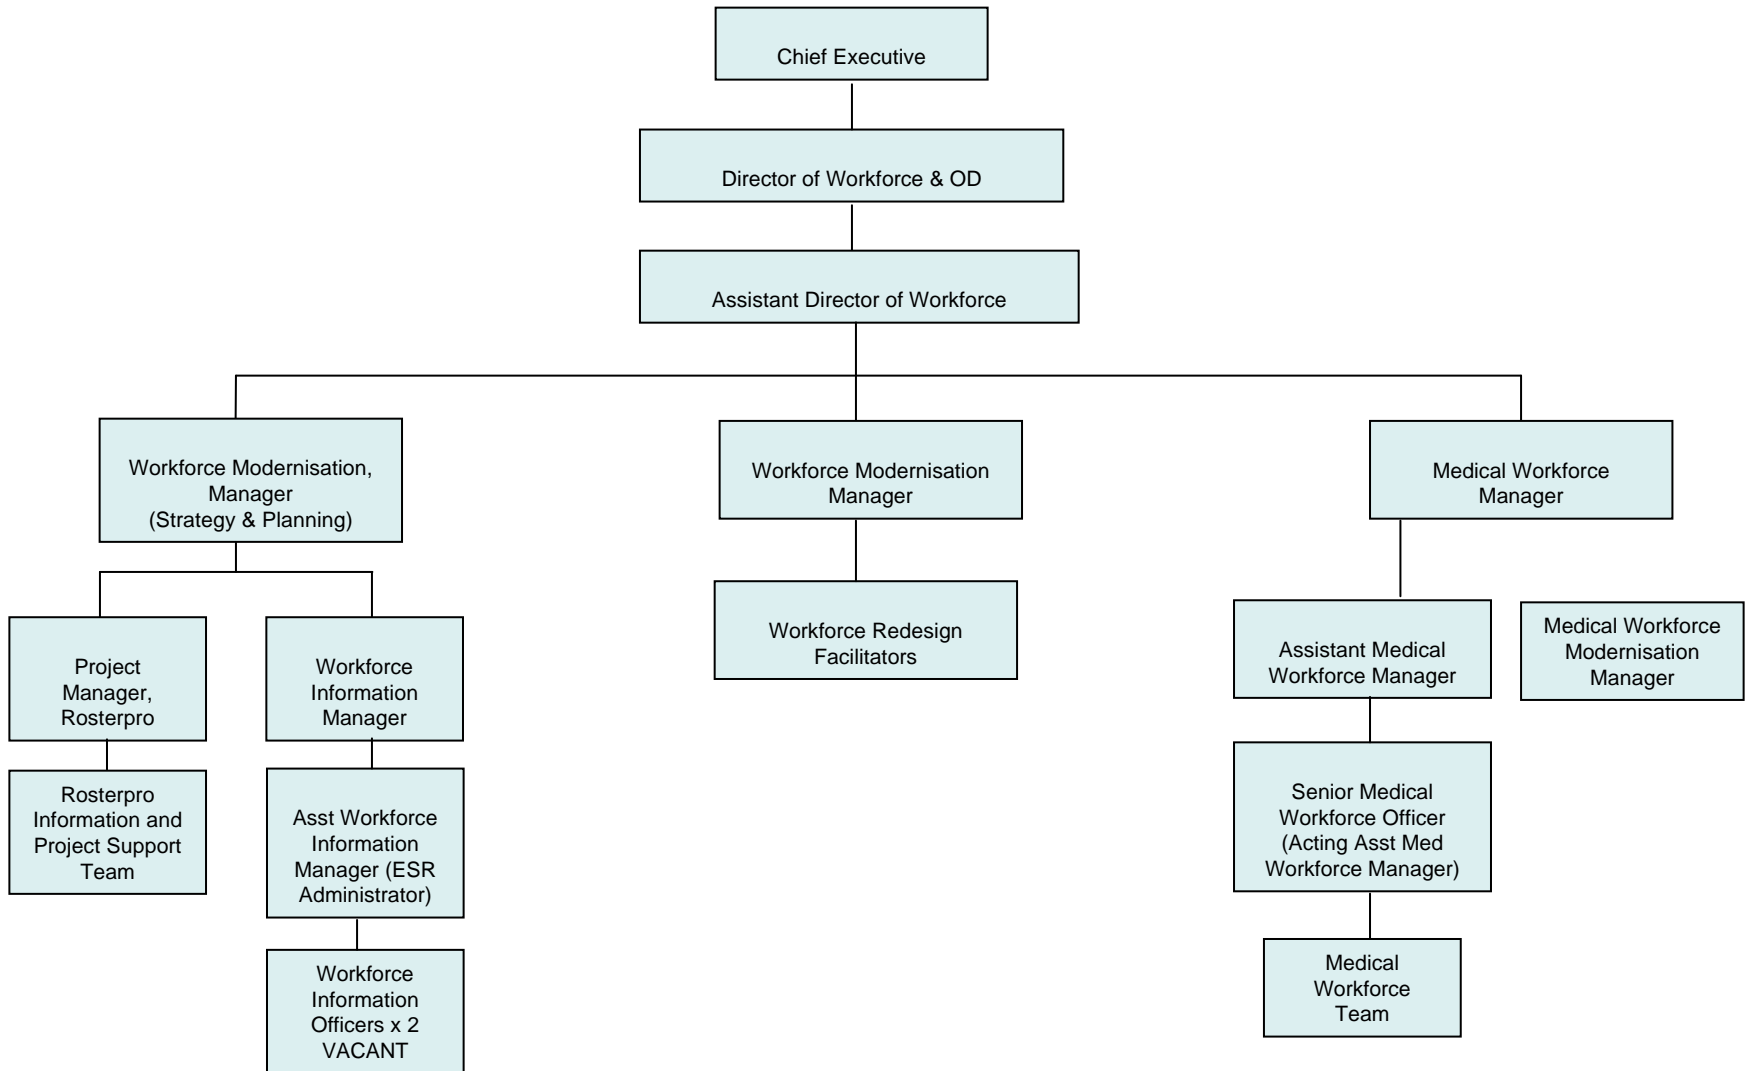 Chief Executive
Director of Workforce & OD
Assistant Director of Workforce
Workforce Modernisation,
Manager
(Strategy & Planning)
Workforce Modernisation
Manager
Medical Workforce
Manager
Project
Manager,
Rosterpro
Workforce
Information
Manager
Workforce Redesign
Facilitators
Assistant Medical
Workforce Manager
Medical Workforce
Modernisation
Manager
Rosterpro
Information and
Project Support
Team
Asst Workforce
Information
Manager (ESR
Administrator)
Senior Medical
Workforce Officer
(Acting Asst Med
Workforce Manager)
Workforce
Information
Officers x 2
VACANT
Medical
Workforce
Team